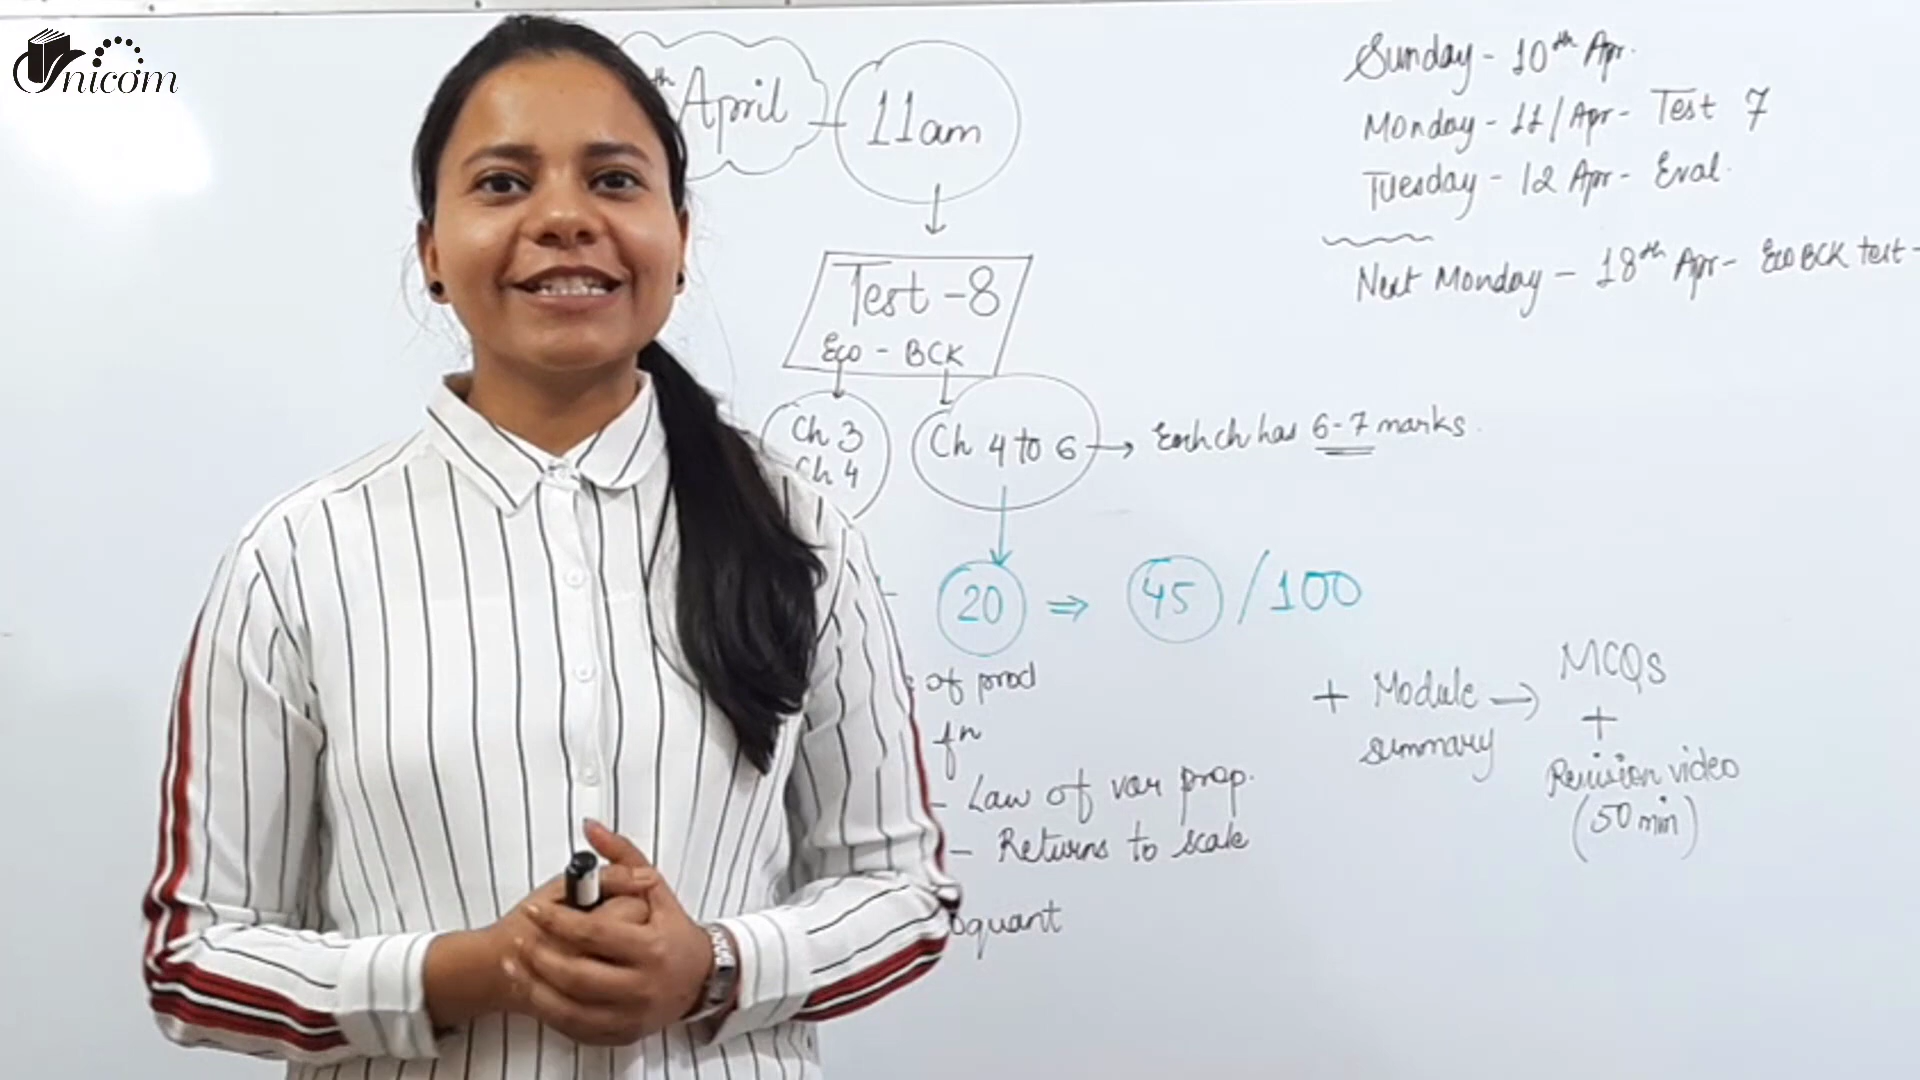 Unicom
th April - 11am
Test - 8
Eco - BCK
Ch 3
Ch 4
Ch 4 to 6 → Each ch has 6-7 marks.
20 ⇒ 45 / 100
of prod
fn
- Law of var prop.
- Returns to scale
oquant
Sunday - 10th Apr.
Monday - 11/Apr - Test 7
Tuesday - 12 Apr - Eval.
Next Monday - 18th Apr - Eco BCK test -
+ Module summary → MCQs
+
Revision video
(50 min)